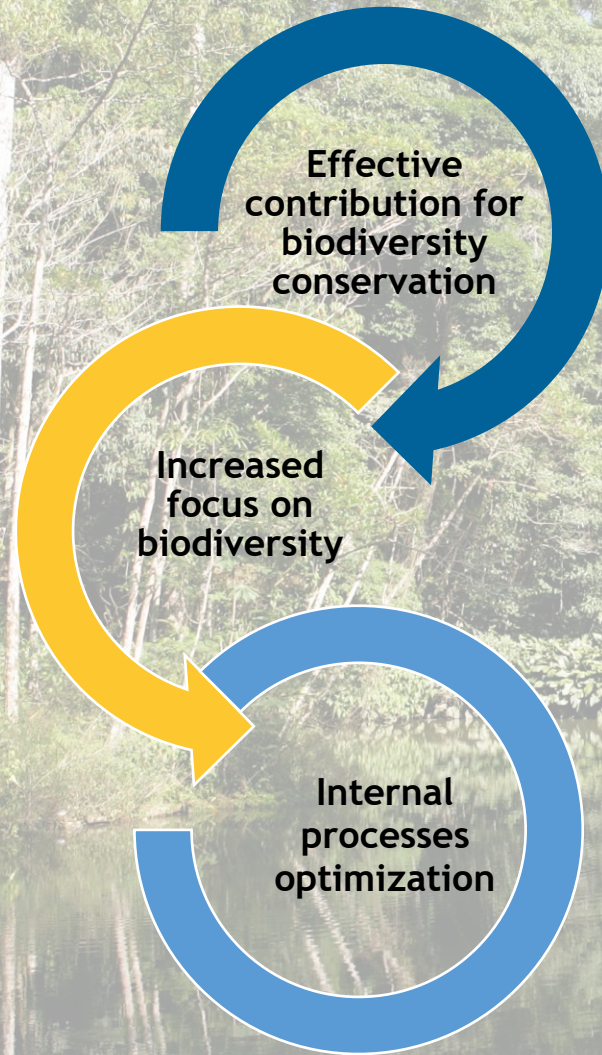 Effective
contribution for
biodiversity
conservation
Increased
focus on
biodiversity
Internal
processes
optimization